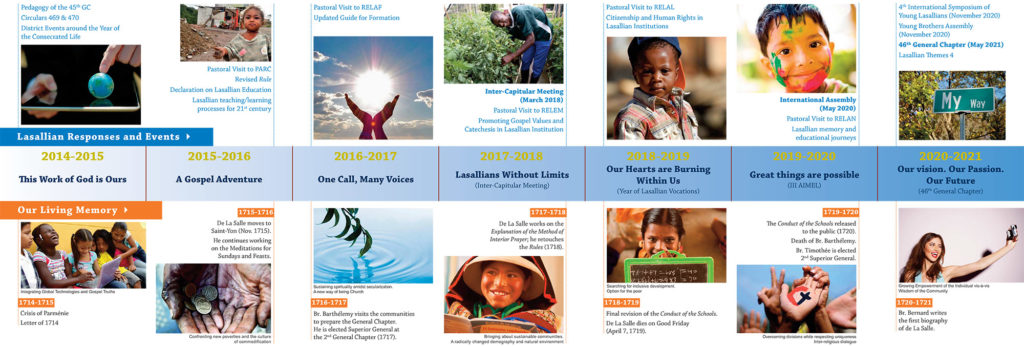 Pedagogy of the 45th GC
Circulars 469 & 470
District Events around the Year of
the Consecrated Life
Pastoral Visit to PARC
Revised Rule
Declaration on Lasallian Education
Lasallian teaching/learning
processes for 21st century
Pastoral Visit to RELAF
Updated Guide for Formation
Inter-Capitular Meeting
(March 2018)
Pastoral Visit to RELEM
Promoting Gospel Values and
Catechesis in Lasallian Institution
Pastoral Visit to RELAL
Citizenship and Human Rights in
Lasallian Institutions
International Assembly
(May 2020)
Pastoral Visit to RELAN
Lasallian memory and
educational journeys
4th International Symposium of
Young Lasallians (November 2020)
Young Brothers Assembly
(November 2020)
46th General Chapter (May 2021)
Lasallian Themes 4
My Way
Lasallian Responses and Events
2014-2015
This Work of God is Ours
2015-2016
A Gospel Adventure
2016-2017
One Call, Many Voices
2017-2018
Lasallians Without Limits
(Inter-Capitular Meeting)
2018-2019
Our Hearts are Burning
Within Us
(Year of Lasallian Vocations)
2019-2020
Great things are possible
(III AIMEL)
2020-2021
Our vision. Our Passion.
Our Future
(46th General Chapter)
Our Living Memory
Integrating Global Technologies and Gospel Truths
1714-1715
Crisis of Parménie
Letter of 1714
1715-1716
De La Salle moves to
Saint-Yon (Nov. 1715).
He continues working
on the Meditations for
Sundays and Feasts.
Confronting new poverties and the culture
of commodification
Sustaining spirituality amidst secularization.
A new way of being Church
1716-1717
Br. Barthélemy visits the communities
to prepare the General Chapter.
He is elected Superior General at
the 2nd General Chapter (1717).
1717-1718
De La Salle works on the
Explanation of the Method of
Interior Prayer; he retouches
the Rules (1718).
Bringing about sustainable communities.
A radically changed demography and natural environment
Searching for inclusive development.
Option for the poor
1718-1719
Final revision of the Conduct of the Schools.
De La Salle dies on Good Friday
(April 7, 1719).
1719-1720
The Conduct of the Schools released
to the public (1720).
Death of Br. Barthélemy.
Br. Timothée is elected
2nd Superior General.
Overcoming divisions while respecting uniqueness
Inter-religious dialogue
Growing Empowerment of the Individual vis-à-vis
Wisdom of the Community
1720-1721
Br. Bernard writes
the first biography
of de La Salle.